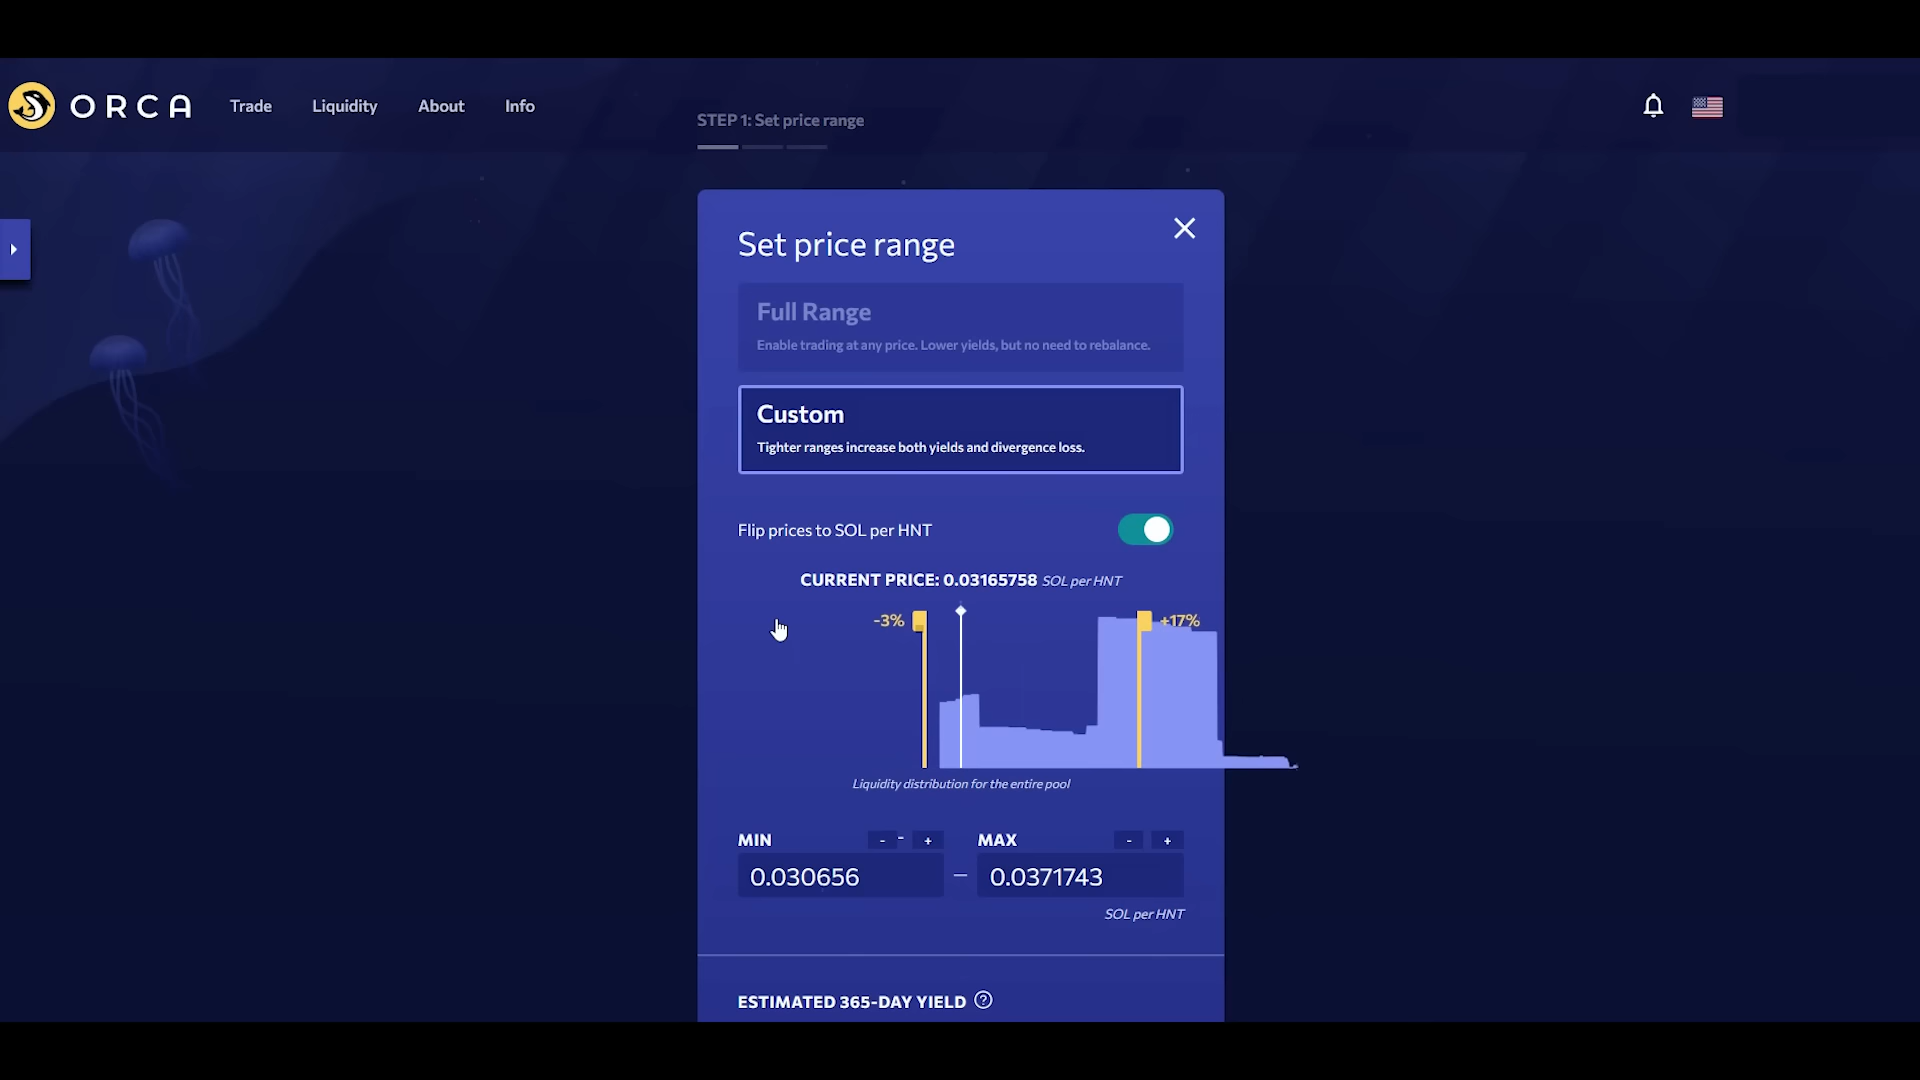 ORCA
Trade
Liquidity
About
Info
STEP 1: Set price range
Set price range
Full Range
Enable trading at any price. Lower yields, but no need to rebalance.
Custom
Tighter ranges increase both yields and divergence loss.
Flip prices to SOL per HNT
CURRENT PRICE: 0.03165758 SOL per HNT
-3%
+17%
Liquidity distribution for the entire pool
MIN
- +
MAX
- +
0.030656 – 0.0371743
SOL per HNT
ESTIMATED 365-DAY YIELD ?